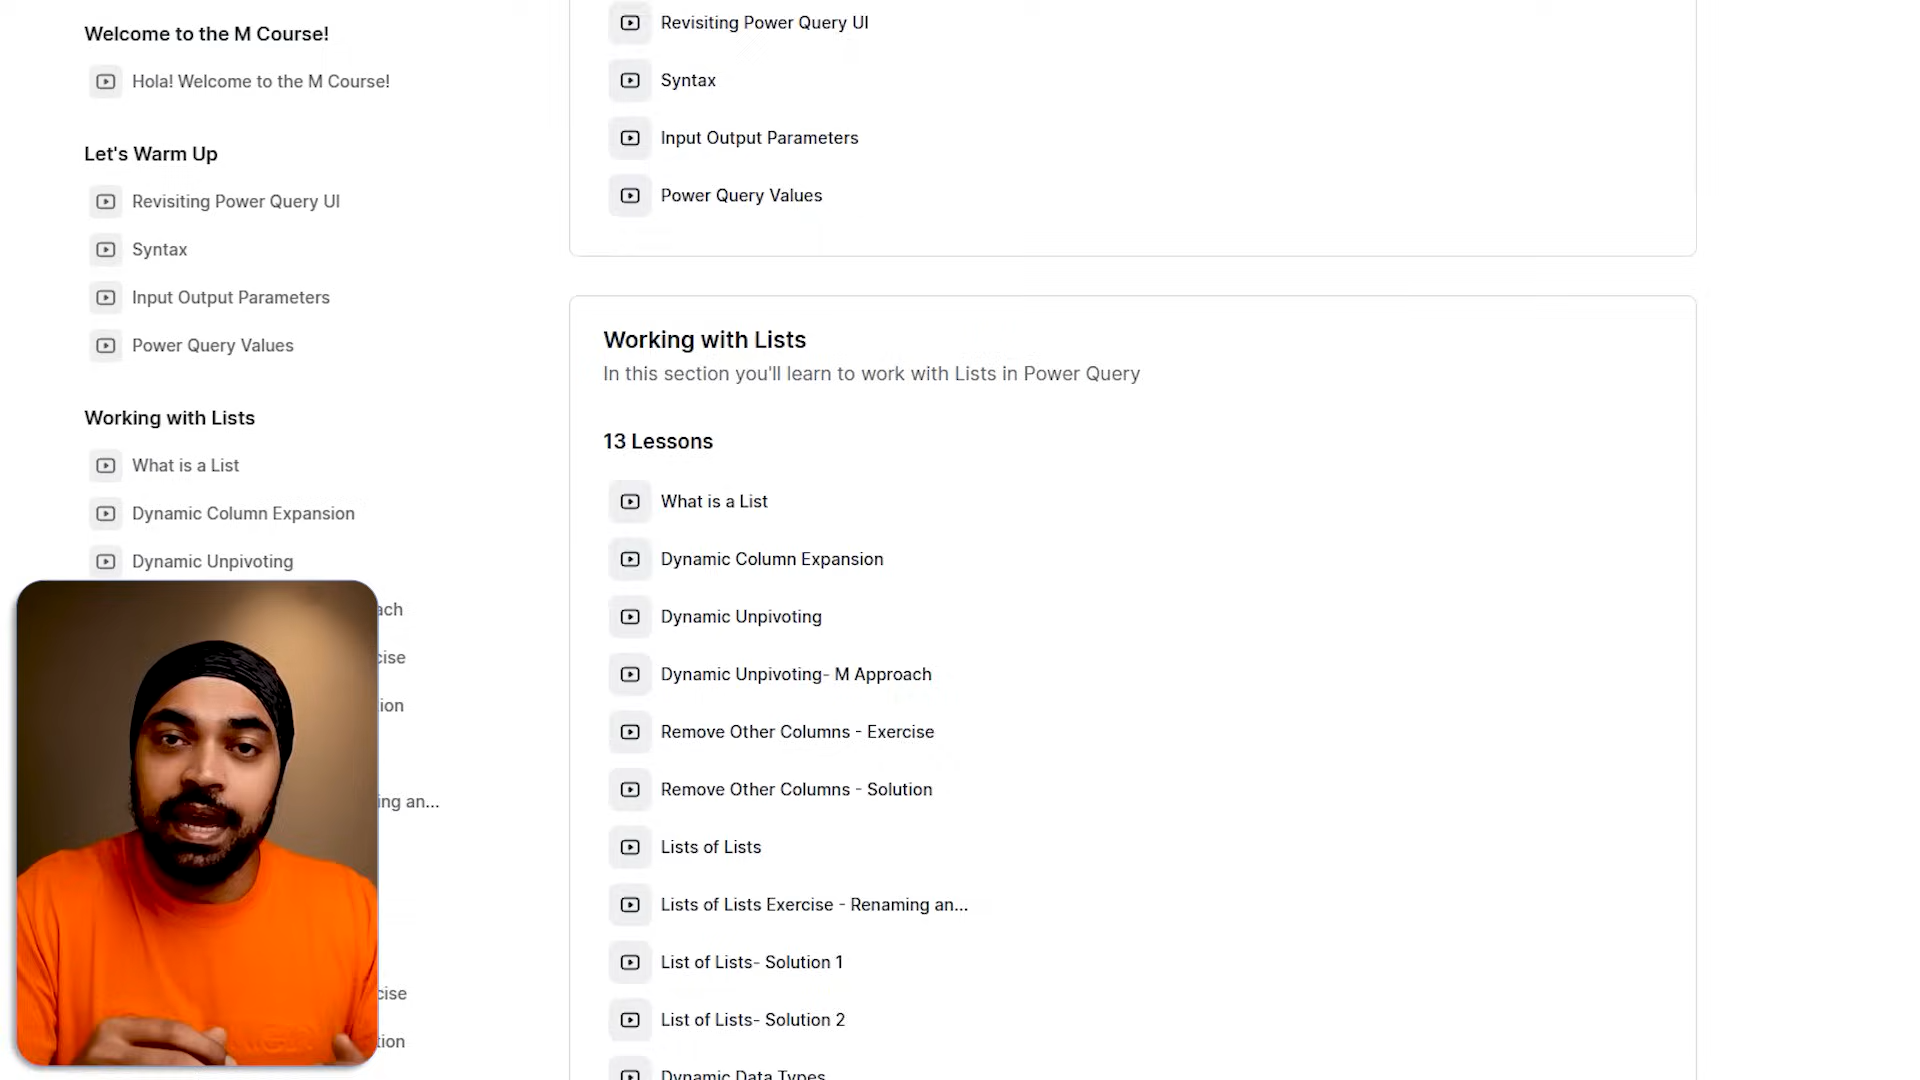 Welcome to the M Course!
Hola! Welcome to the M Course!
Let's Warm Up
Revisiting Power Query UI
Syntax
Input Output Parameters
Power Query Values
Working with Lists
What is a List
Dynamic Column Expansion
Dynamic Unpivoting
ach
cise
ion
ing an...
cise
tion
Revisiting Power Query UI
Syntax
Input Output Parameters
Power Query Values
Working with Lists
In this section you'll learn to work with Lists in Power Query
13 Lessons
What is a List
Dynamic Column Expansion
Dynamic Unpivoting
Dynamic Unpivoting- M Approach
Remove Other Columns - Exercise
Remove Other Columns - Solution
Lists of Lists
Lists of Lists Exercise - Renaming an...
List of Lists- Solution 1
List of Lists- Solution 2
Dynamic Data Types